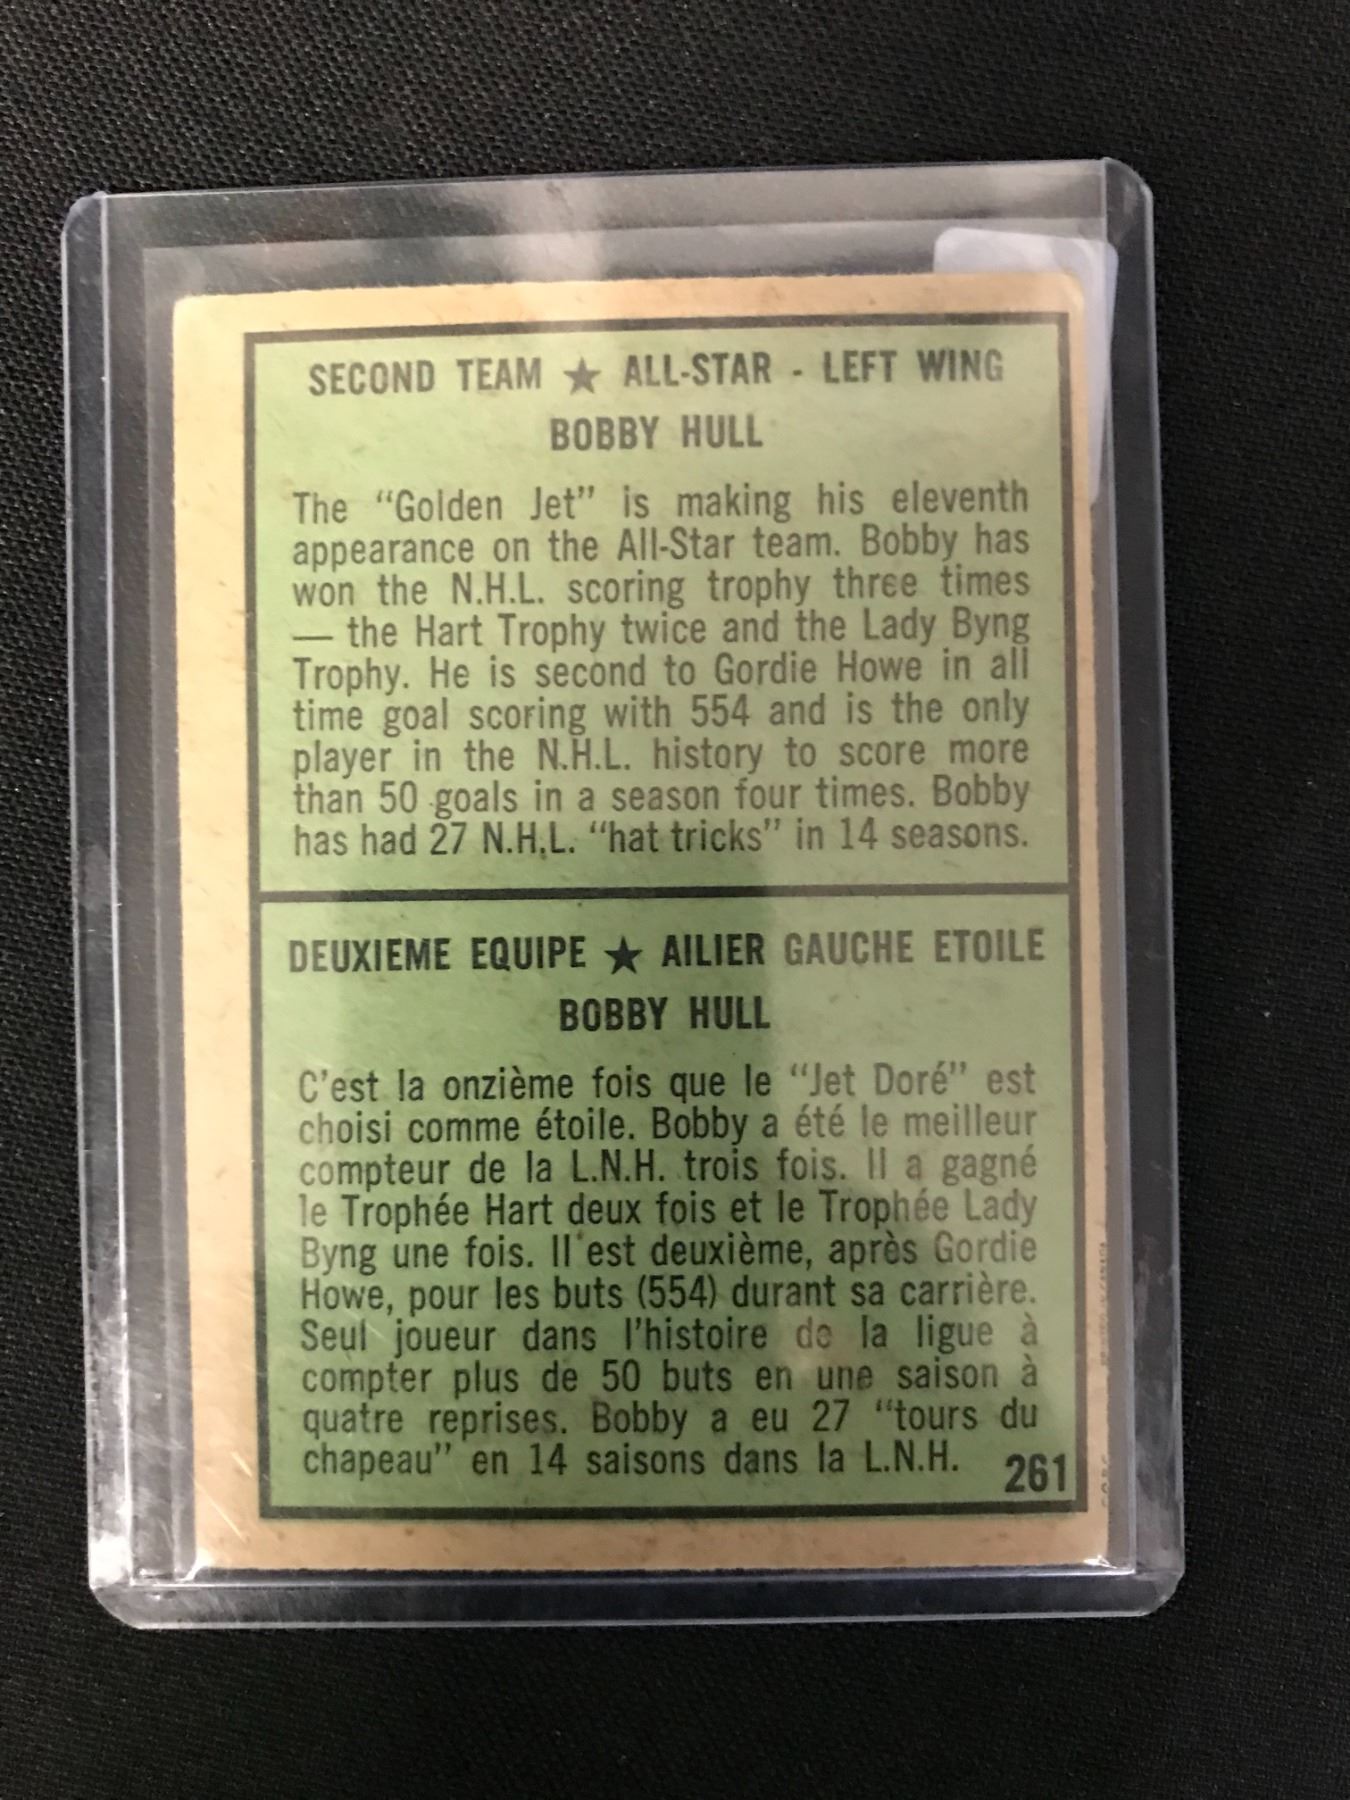 SECOND TEAM ★ ALL-STAR - LEFT WING
BOBBY HULL
The “Golden Jet” is making his eleventh
appearance on the All-Star team. Bobby has
won the N.H.L. scoring trophy three times
— the Hart Trophy twice and the Lady Byng
Trophy. He is second to Gordie Howe in all
time goal scoring with 554 and is the only
player in the N.H.L. history to score more
than 50 goals in a season four times. Bobby
has had 27 N.H.L. “hat tricks” in 14 seasons.
DEUXIEME EQUIPE ★ AILIER GAUCHE ETOILE
BOBBY HULL
C’est la onzième fois que le “Jet Doré” est
choisi comme étoile. Bobby a été le meilleur
compteur de la L.N.H. trois fois. Il a gagné
le Trophée Hart deux fois et le Trophée Lady
Byng une fois. Il est deuxième, après Gordie
Howe, pour les buts (554) durant sa carrière.
Seul joueur dans l’histoire de la ligue à
compter plus de 50 buts en une saison à
quatre reprises. Bobby a eu 27 “tours du
chapeau” en 14 saisons dans la L.N.H.
261